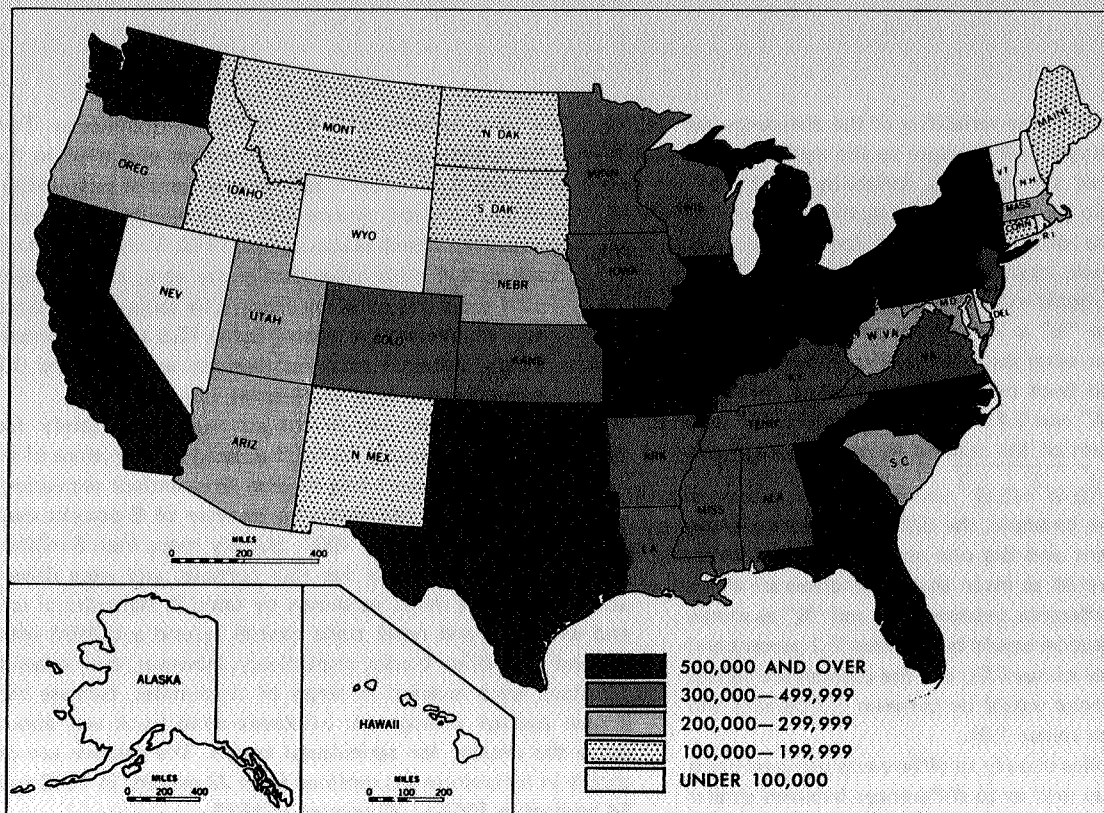 MONT
N DAK
MINN
MAINE
OREG
IDAHO
S DAK
WIS
VT
N H
MASS
CONN
R I
WYO
NEV
UTAH
NEBR
IOWA
COLO
KANS
W VA
MD
DEL
VA
KY
ARIZ
N MEX
TENN
ARK
S C
MISS
ALA
LA
MILES
0 200 400
ALASKA
MILES
0 200 400
HAWAII
MILES
0 100 200
500,000 AND OVER
300,000—499,999
200,000—299,999
100,000—199,999
UNDER 100,000